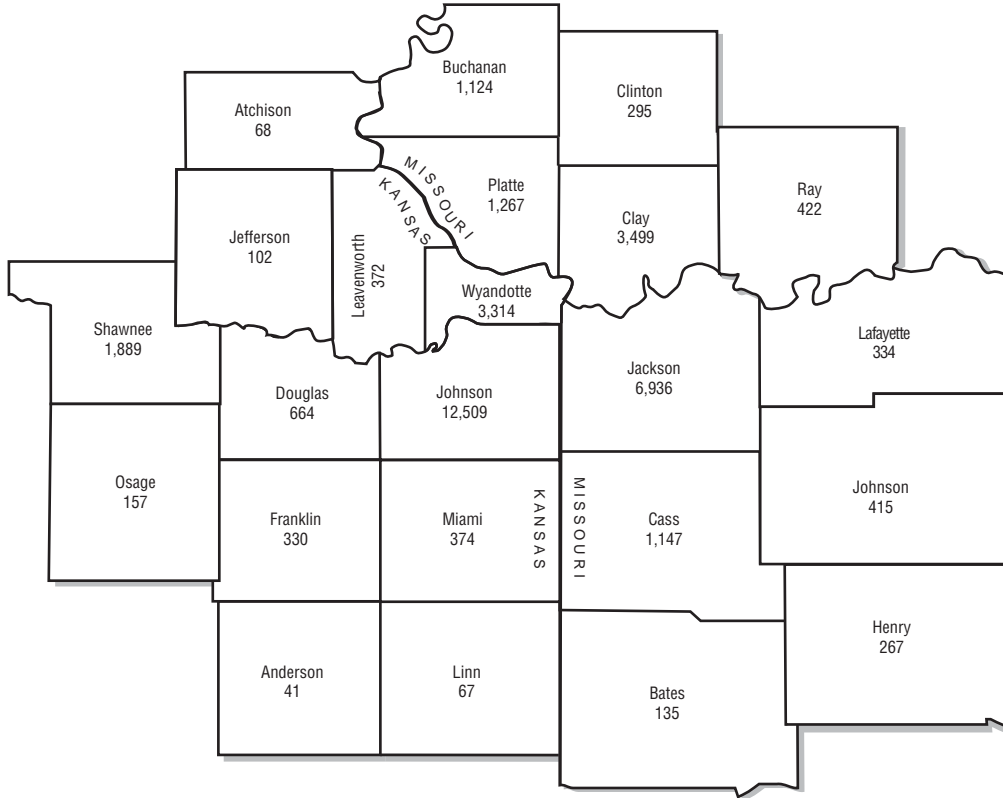 Buchanan
1,124
Clinton
295
Atchison
68
MISSOURI
KANSAS
Platte
1,267
Ray
422
Clay
3,499
Jefferson
102
Leavenworth
372
Wyandotte
3,314
Shawnee
1,889
Lafayette
334
Douglas
664
Johnson
12,509
Jackson
6,936
Osage
157
Franklin
330
Miami
374
KANSAS
MISSOURI
Cass
1,147
Johnson
415
Henry
267
Anderson
41
Linn
67
Bates
135